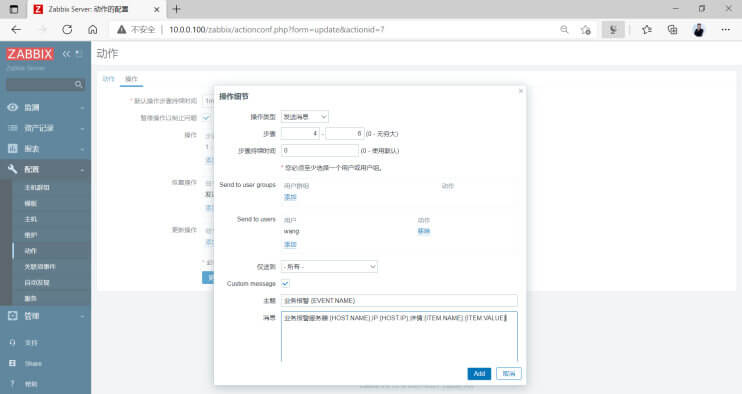 Zabbix Server: 动作的配置
不安全 | 10.0.0.100/zabbix/actionconf.php?form=update&actionid=7
ZABBIX
Zabbix Server
动作
动作 操作
监测
资产记录
报表
配置
主机群组
模板
主机
维护
动作
关联项事件
自动发现
服务
管理
支持
Share
帮助
* 默认操作步骤持续时间 1m
暂停操作以制止问题
操作
恢复操作
更新操作
操作细节
操作类型 发送消息
步骤 4 - 6 (0 - 无穷大)
步骤持续时间 0 (0 - 使用默认)
* 您必须至少选择一个用户或用户组。
Send to user groups 用户群组 动作
添加
Send to users 用户 动作
wang 移除
添加
仅送到 - 所有 -
Custom message
主题 业务报警 {EVENT.NAME}
消息 业务报警服务器:{HOST.NAME} IP:{HOST.IP} 详情:{ITEM.NAME}:{ITEM.VALUE}
Add 取消